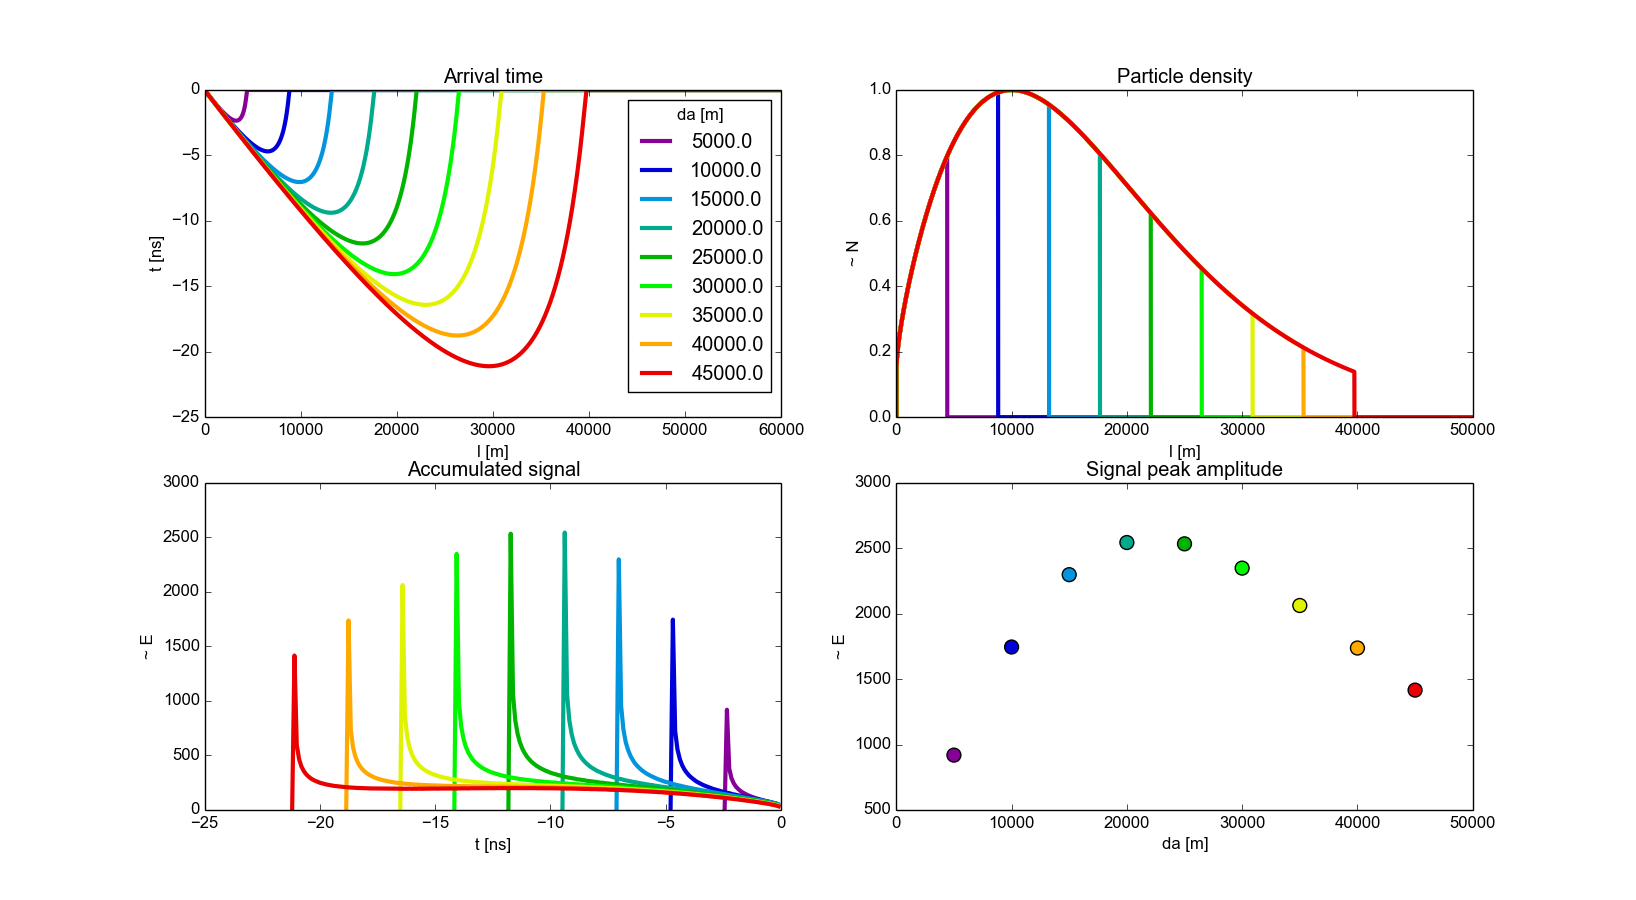 Arrival time
t [ns]
0
−5
−10
−15
−20
−25
0 10000 20000 30000 40000 50000 60000
l [m]
da [m]
5000.0
10000.0
15000.0
20000.0
25000.0
30000.0
35000.0
40000.0
45000.0
Particle density
~ N
1.0
0.8
0.6
0.4
0.2
0.0
0 10000 20000 30000 40000 50000
l [m]
Accumulated signal
~ E
3000
2500
2000
1500
1000
500
0
−25 −20 −15 −10 −5 0
t [ns]
Signal peak amplitude
~ E
3000
2500
2000
1500
1000
500
0 10000 20000 30000 40000 50000
da [m]